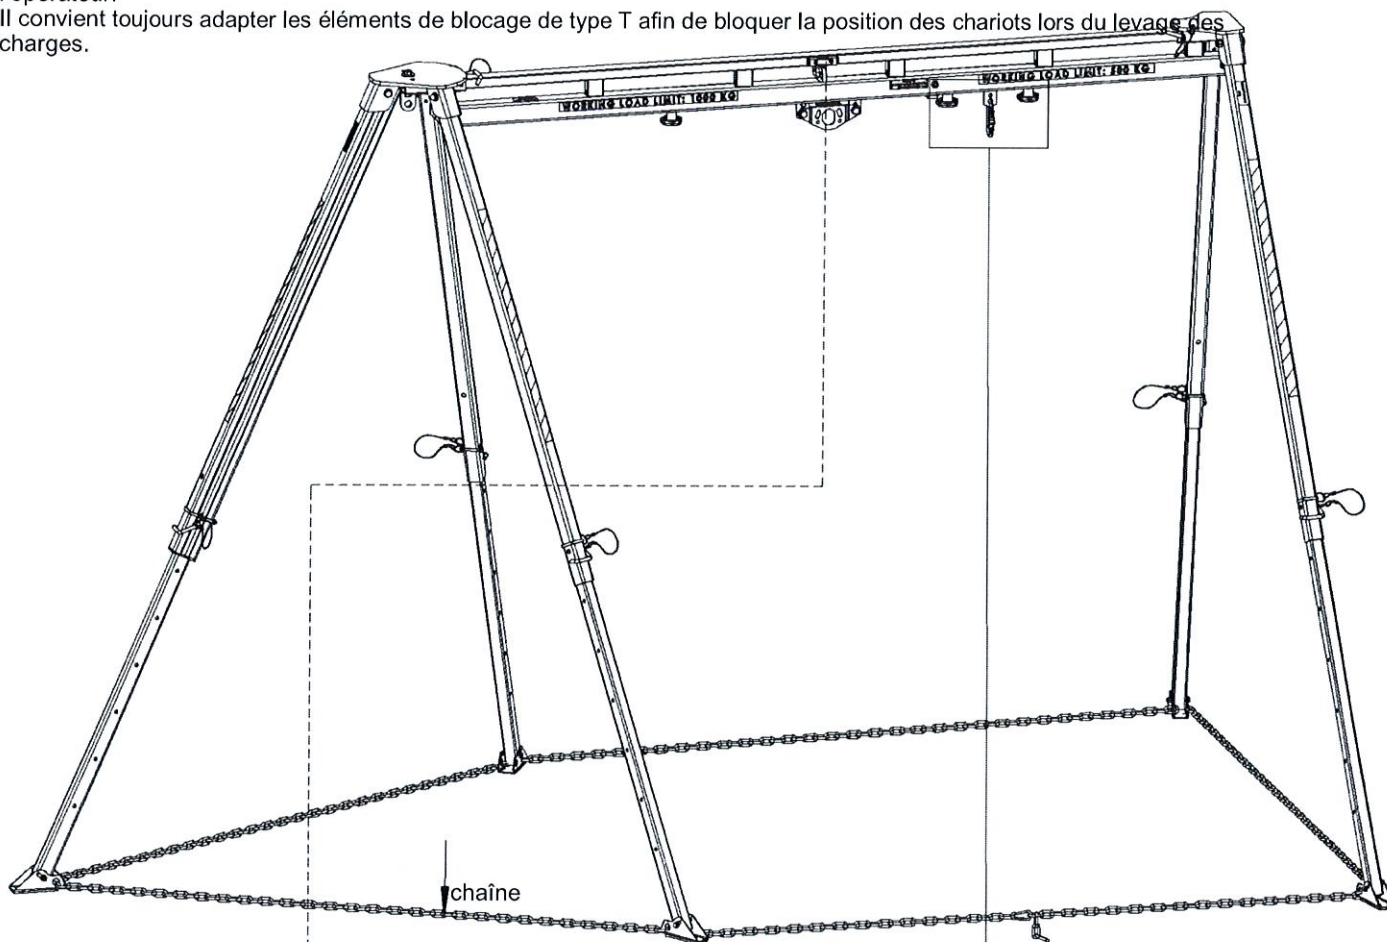 l'opérateur.
Il convient toujours adapter les éléments de blocage de type T afin de bloquer la position des chariots lors du levage des
charges.
WORKING LOAD LIMIT: 500 KG
WORKING LOAD LIMIT: 1000 KG
chaîne